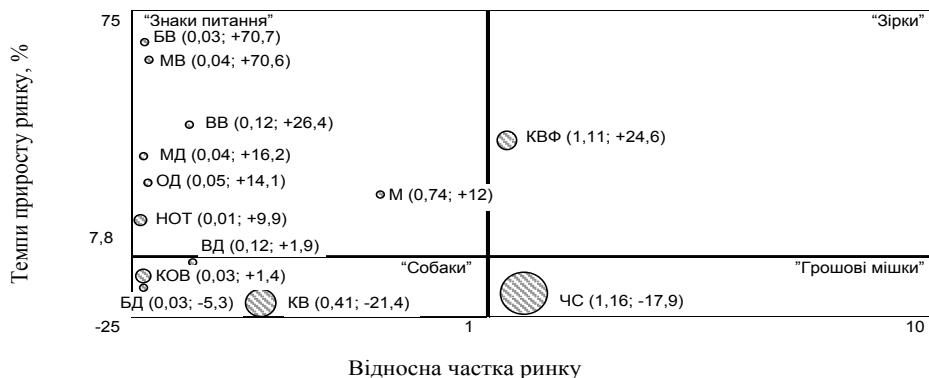 75
“Знаки питання”
”Зірки”
БВ (0,03; +70,7)
МВ (0,04; +70,6)
ВВ (0,12; +26,4)
КВФ (1,11; +24,6)
МД (0,04; +16,2)
ОД (0,05; +14,1)
М (0,74; +12)
НОТ (0,01; +9,9)
7,8
ВД (0,12; +1,9)
“Собаки”
”Грошові мішки”
КОВ (0,03; +1,4)
БД (0,03; -5,3)
КВ (0,41; -21,4)
ЧС (1,16; -17,9)
-25
1
10
Темпи приросту ринку, %
Відносна частка ринку